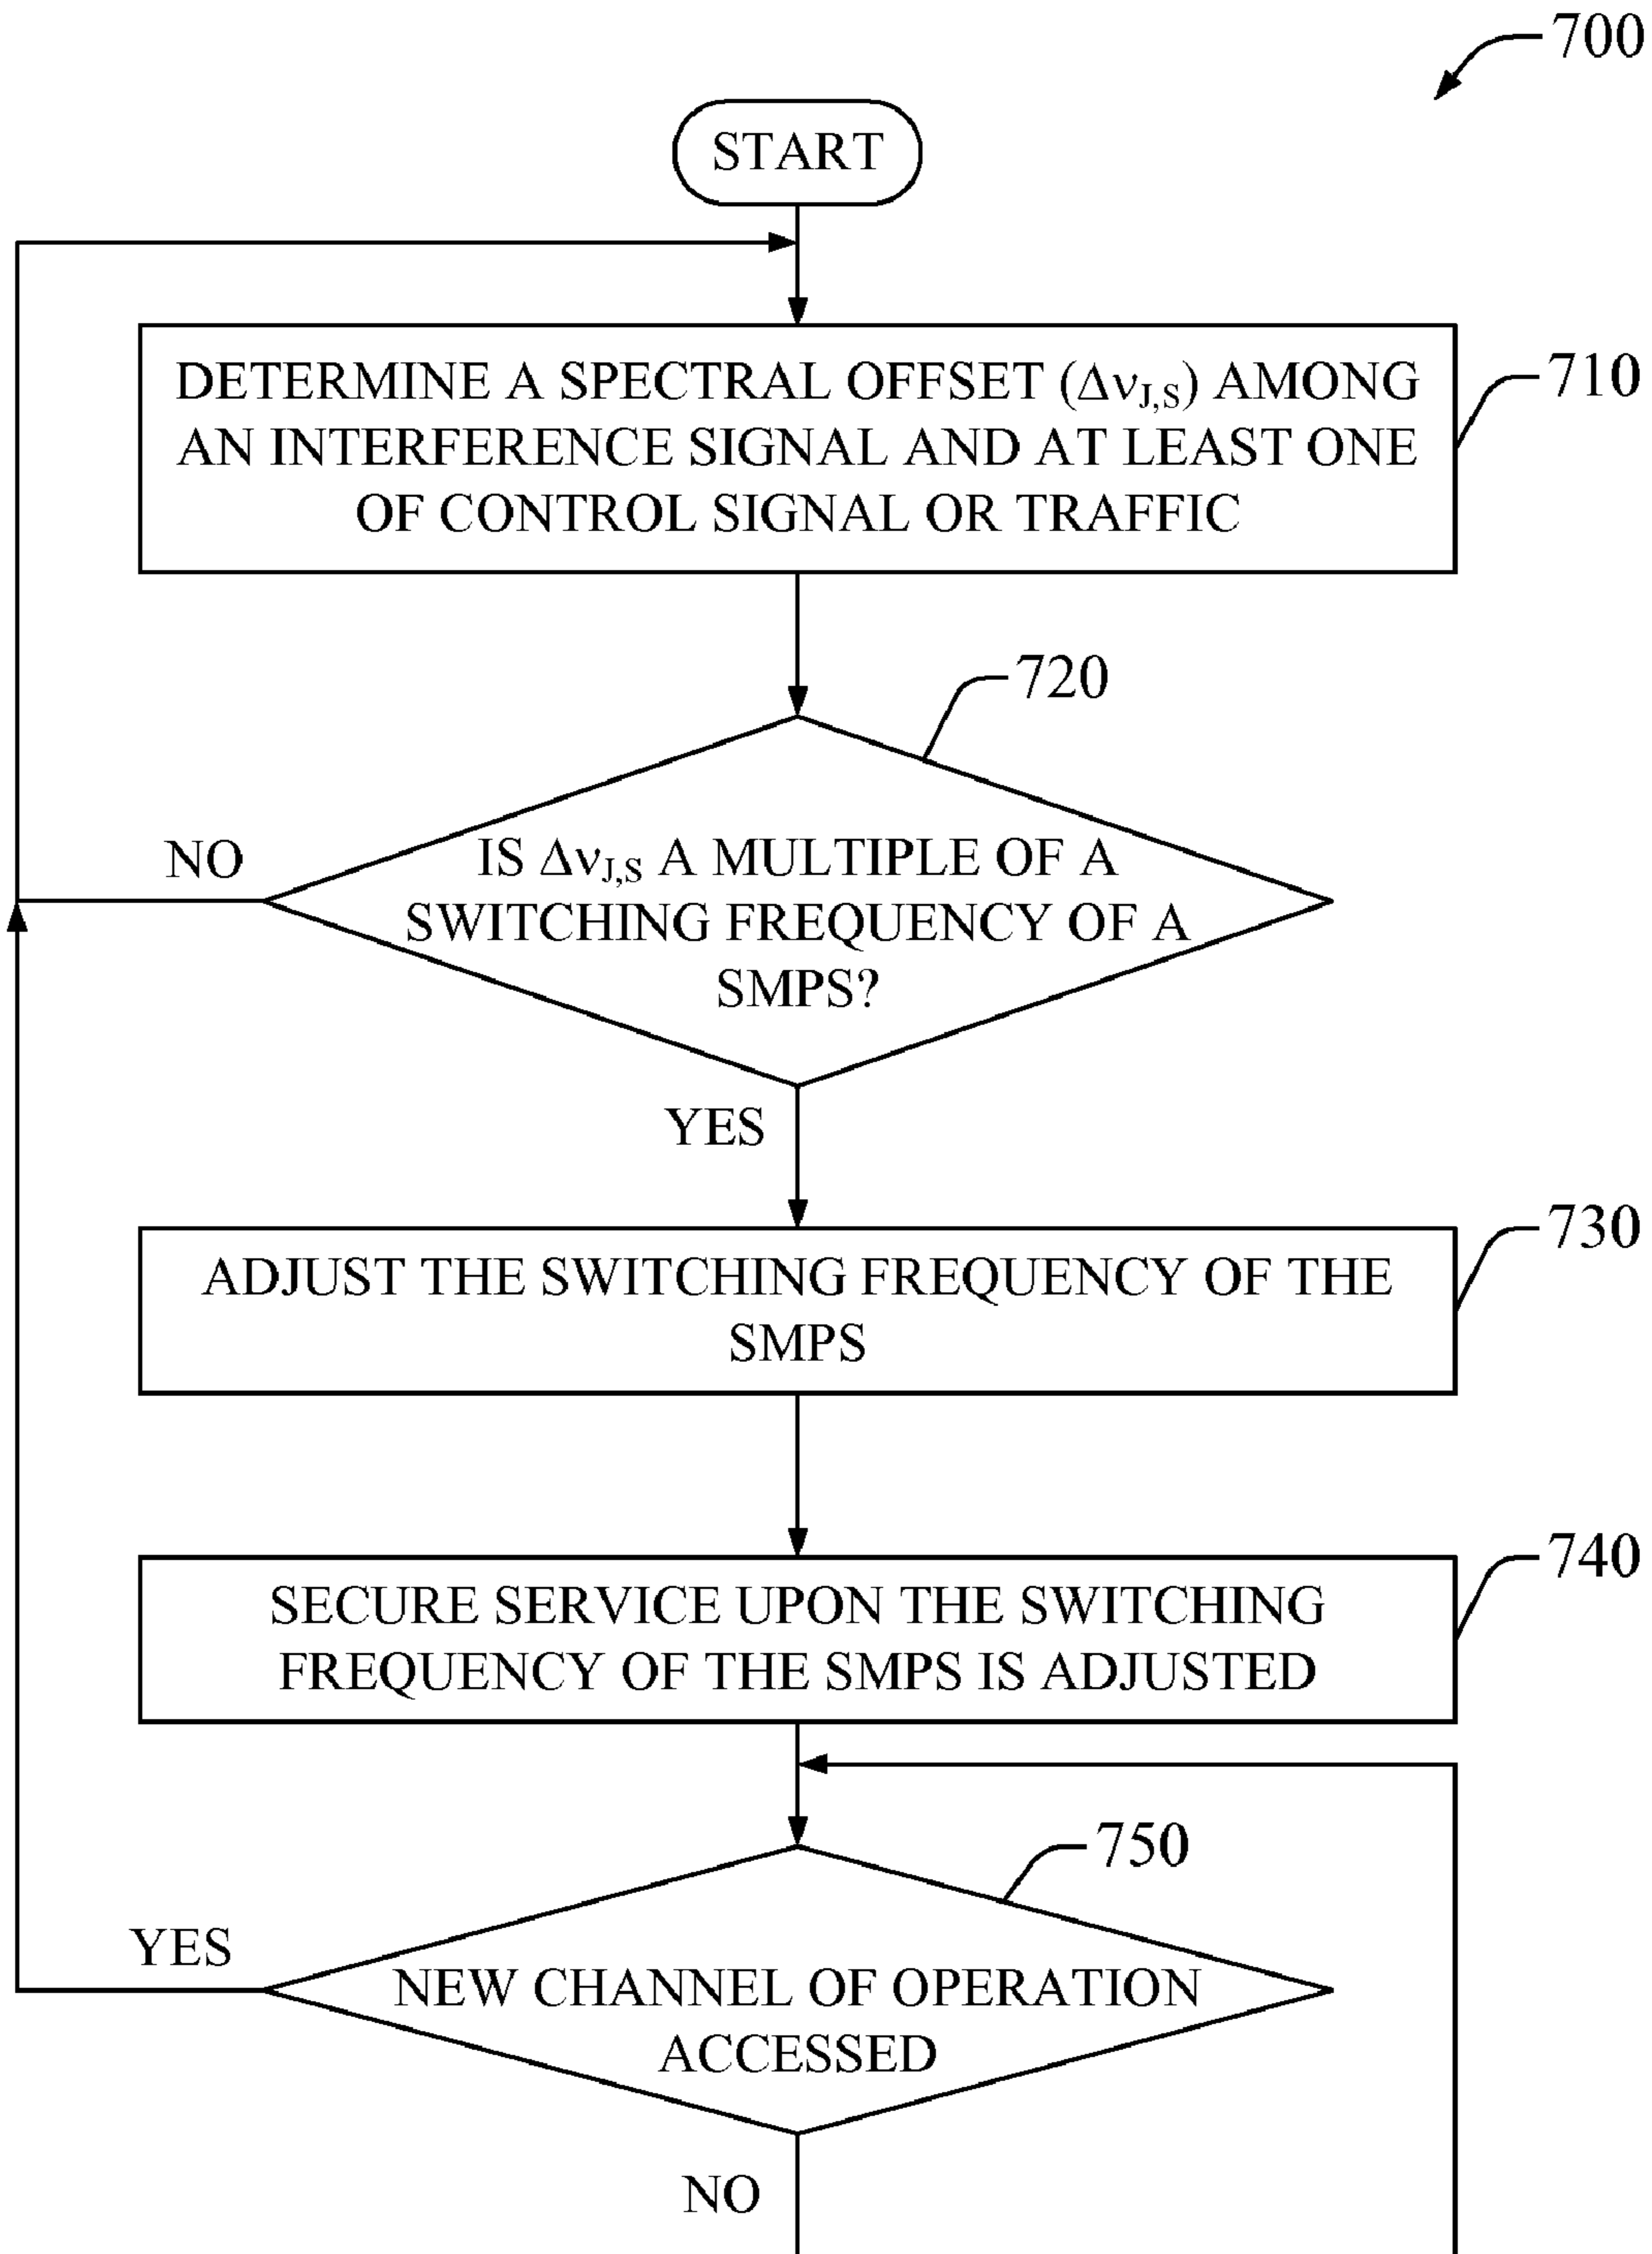 700
START
DETERMINE A SPECTRAL OFFSET (Δν_J,S) AMONG
AN INTERFERENCE SIGNAL AND AT LEAST ONE
OF CONTROL SIGNAL OR TRAFFIC
710
720
NO
IS Δν_J,S A MULTIPLE OF A
SWITCHING FREQUENCY OF A
SMPS?
YES
730
ADJUST THE SWITCHING FREQUENCY OF THE
SMPS
740
SECURE SERVICE UPON THE SWITCHING
FREQUENCY OF THE SMPS IS ADJUSTED
750
YES
NEW CHANNEL OF OPERATION
ACCESSED
NO